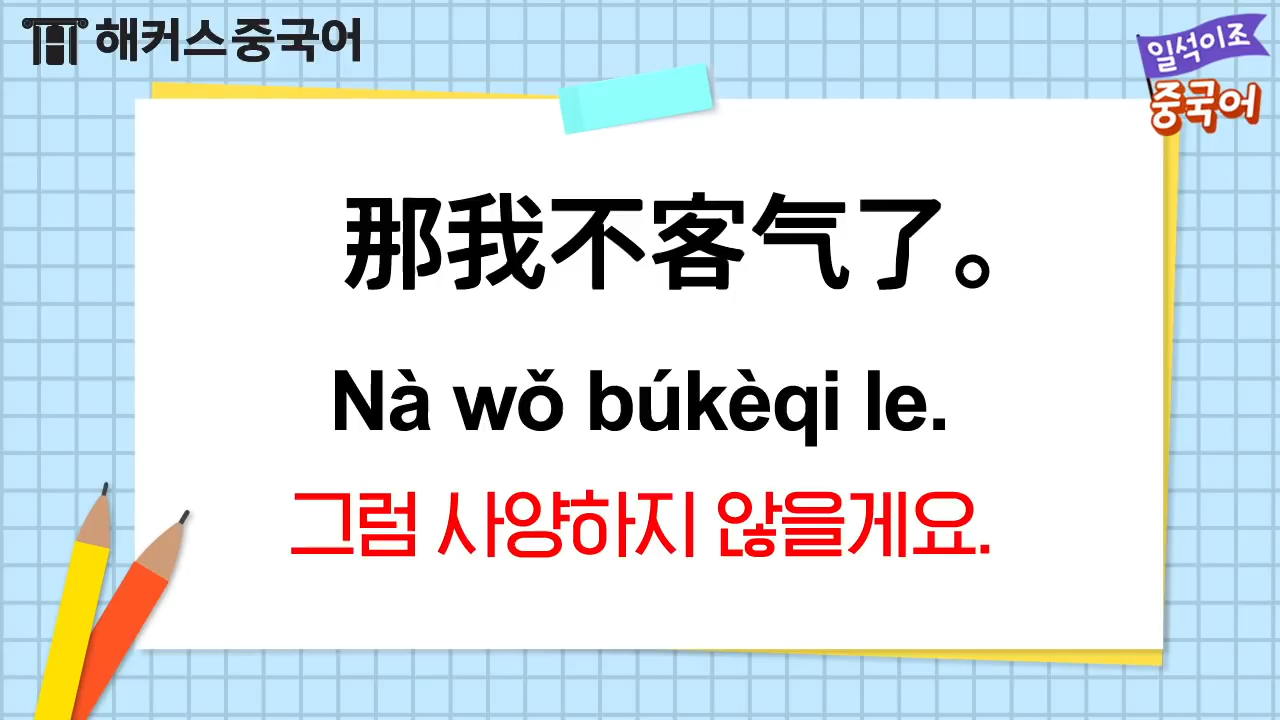 해커스중국어
일석이조
중국어
那我不客气了。
Nà wǒ búkèqi le.
그럼 사양하지 않을게요.